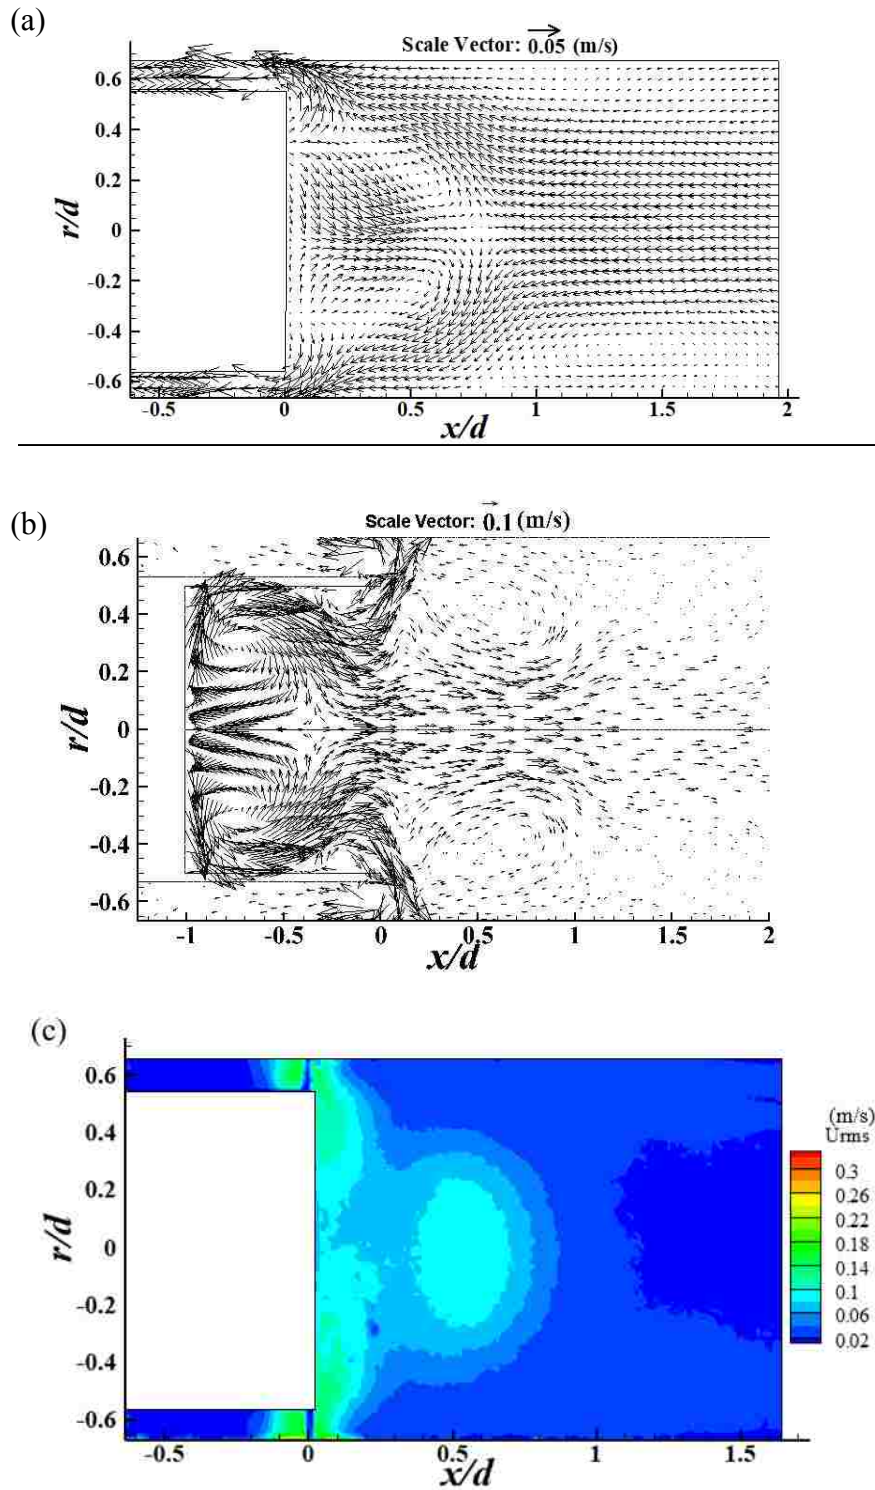 (a)
Scale Vector: 0.05 (m/s)
0.6
0.4
0.2
0
-0.2
-0.4
-0.6
r/d
-0.5 0 0.5 1 1.5 2
x/d
(b)
Scale Vector: 0.1 (m/s)
0.6
0.4
0.2
0
-0.2
-0.4
-0.6
r/d
-1 -0.5 0 0.5 1 1.5 2
x/d
(c)
0.6
0.4
0.2
0
-0.2
-0.4
-0.6
r/d
-0.5 0 0.5 1 1.5
x/d
(m/s)
Urms
0.3
0.26
0.22
0.18
0.14
0.1
0.06
0.02